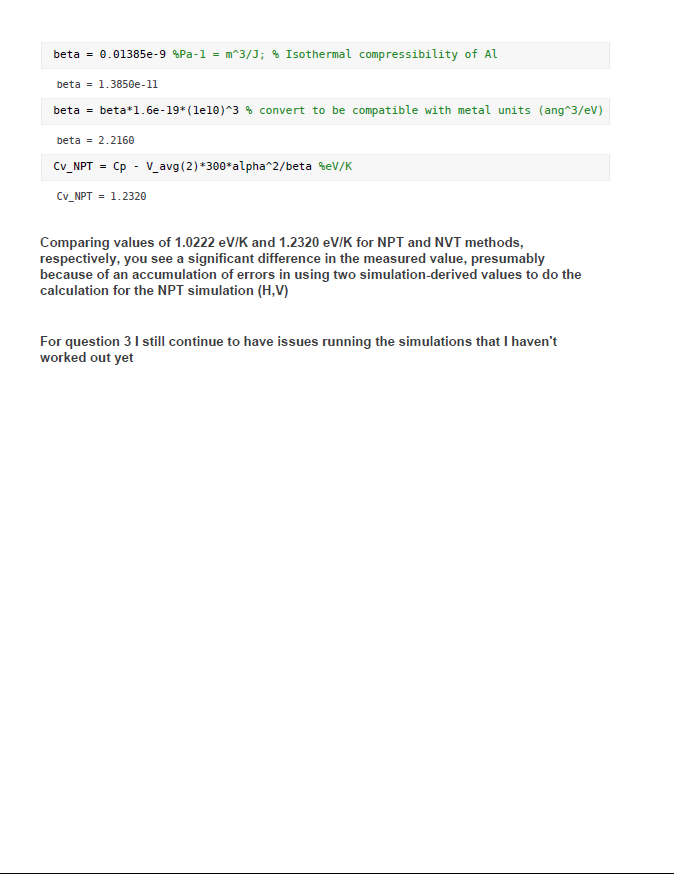 beta = 0.01385e-9 %Pa-1 = m^3/J; % Isothermal compressibility of Al
beta = 1.3850e-11
beta = beta*1.6e-19*(1e10)^3 % convert to be compatible with metal units (ang^3/eV)
beta = 2.2160
Cv_NPT = Cp - V_avg(2)*300*alpha^2/beta %eV/K
Cv_NPT = 1.2320
Comparing values of 1.0222 eV/K and 1.2320 eV/K for NPT and NVT methods,
respectively, you see a significant difference in the measured value, presumably
because of an accumulation of errors in using two simulation-derived values to do the
calculation for the NPT simulation (H,V)
For question 3 I still continue to have issues running the simulations that I haven't
worked out yet